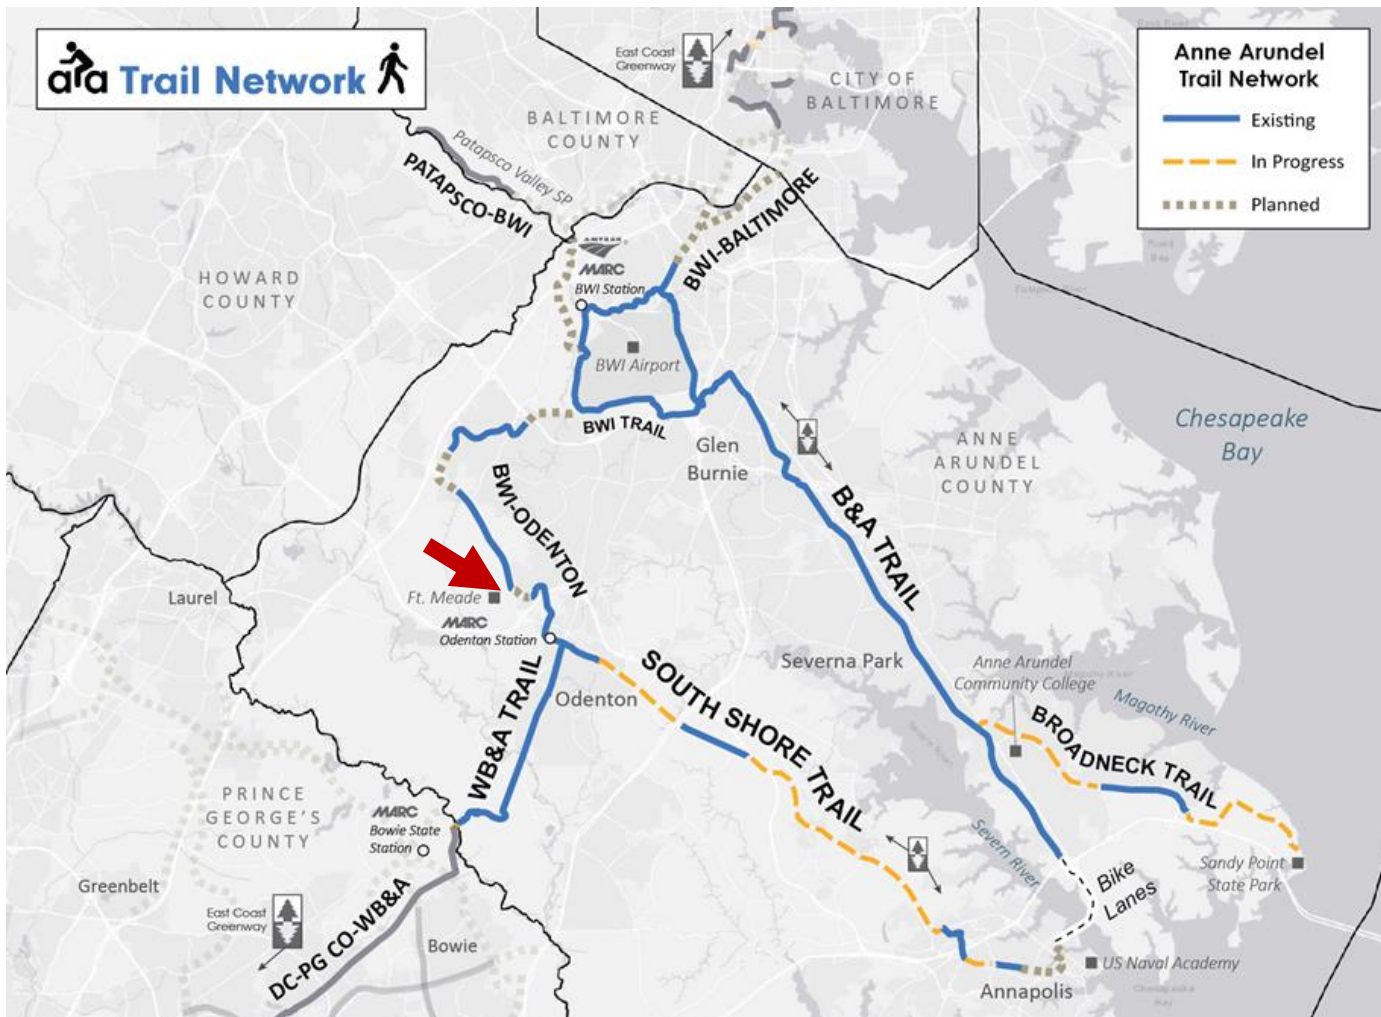 ara Trail Network
East Coast
Greenway
CITY OF
BALTIMORE
Anne Arundel
Trail Network
Existing
In Progress
Planned
BALTIMORE
COUNTY
Patapsco Valley SP
PATAPSCO-BWI
AMTRAK
MARC
BWI Station
BWI-BALTIMORE
HOWARD
COUNTY
BWI Airport
BWI TRAIL
Glen
Burnie
ANNE
ARUNDEL
COUNTY
Chesapeake
Bay
BWI-ODENTON
B&A TRAIL
Laurel
Ft. Meade
MARC
Odenton Station
Severna Park
Anne Arundel
Community College
Magothy River
WB&A TRAIL
Odenton
SOUTH SHORE TRAIL
BROADNECK TRAIL
PRINCE
GEORGE'S
COUNTY
MARC
Bowie State
Station
Severn River
Sandy Point
State Park
Bike
Lanes
Greenbelt
East Coast
Greenway
DC-PG CO-WB&A
Bowie
US Naval Academy
Annapolis
Chesapeake
Bay